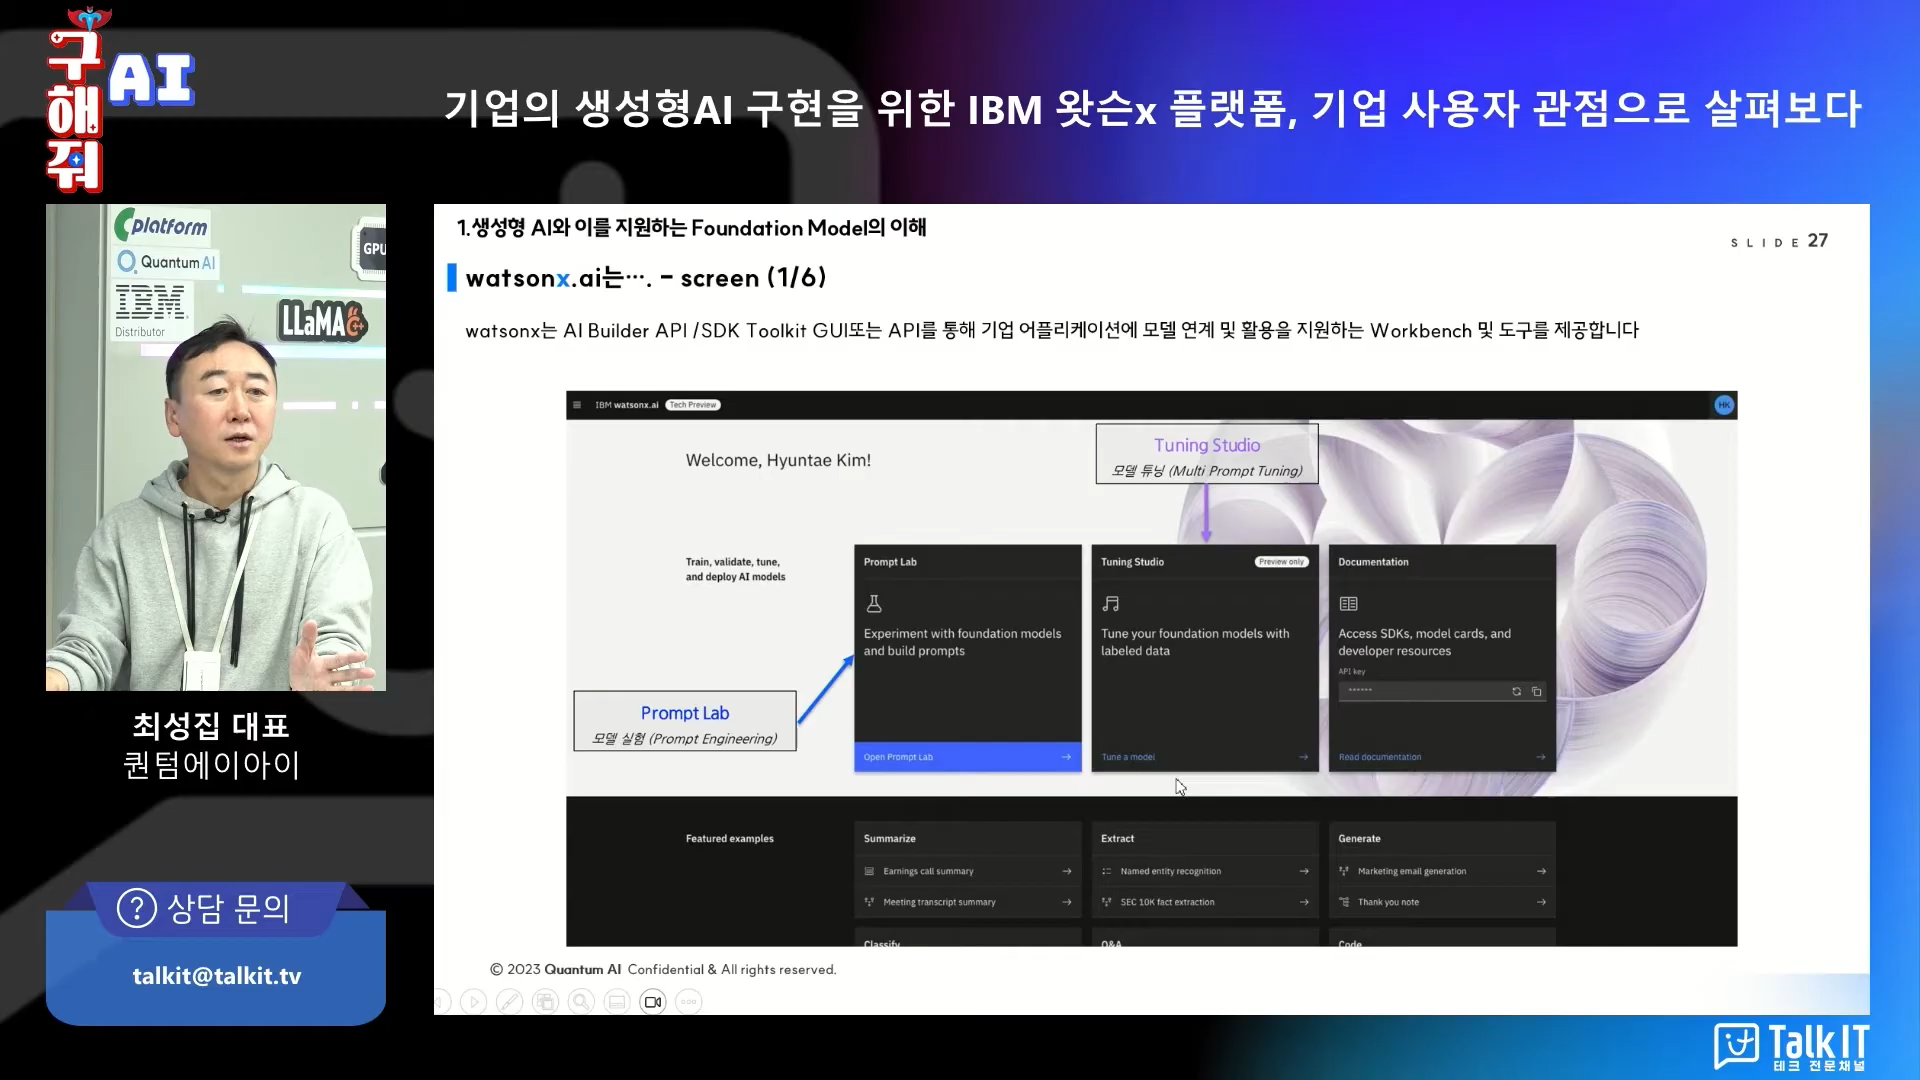 구해줘 AI
기업의 생성형AI 구현을 위한 IBM 왓슨x 플랫폼, 기업 사용자 관점으로 살펴보다
Cplatform
Quantum AI
IBM
Distributor
GPU
LLaMA
C++
최성집 대표
퀀텀에이아이
? 상담 문의
talkit@talkit.tv
1.생성형 AI와 이를 지원하는 Foundation Model의 이해
SLIDE 27
watsonx.ai는…. - screen (1/6)
watsonx는 AI Builder API /SDK Toolkit GUI또는 API를 통해 기업 어플리케이션에 모델 연계 및 활용을 지원하는 Workbench 및 도구를 제공합니다
IBM watsonx.ai Tech Preview
HK
Welcome, Hyuntae Kim!
Tuning Studio
모델 튜닝 (Multi Prompt Tuning)
Train, validate, tune,
and deploy AI models
Prompt Lab
Experiment with foundation models
and build prompts
Open Prompt Lab
Tuning Studio Preview only
Tune your foundation models with
labeled data
Tune a model
Documentation
Access SDKs, model cards, and
developer resources
API key
******
Read documentation
Prompt Lab
모델 실험 (Prompt Engineering)
Featured examples
Summarize
Earnings call summary
Meeting transcript summary
Classify
Extract
Named entity recognition
SEC 10K fact extraction
Q&A
Generate
Marketing email generation
Thank you note
Code
© 2023 Quantum AI Confidential & All rights reserved.
TalkIT
테크 전문채널